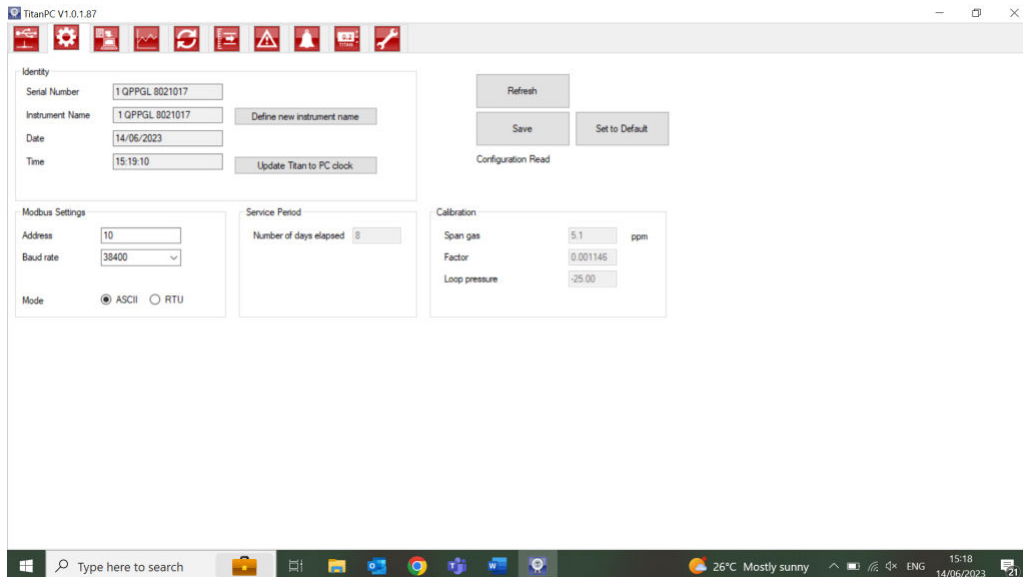 TitanPC V1.0.1.87
Identity
Serial Number 1 QPPGL 8021017
Instrument Name 1 QPPGL 8021017 Define new instrument name
Date 14/06/2023
Time 15:19:10 Update Titan to PC clock
Refresh
Save Set to Default
Configuration Read
Modbus Settings
Address 10
Baud rate 38400
Mode ASCII RTU
Service Period
Number of days elapsed 8
Calibration
Span gas 5.1 ppm
Factor 0.001146
Loop pressure -25.00
Type here to search
26°C Mostly sunny
ENG
15:18
14/06/2023
21